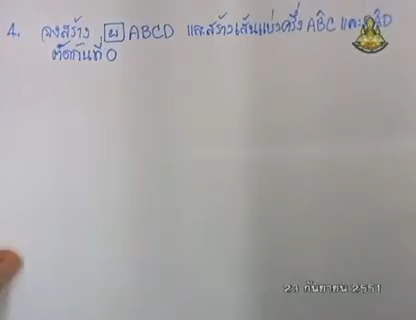 4. จงสร้าง ▱ ABCD และสร้างเส้นแบ่งครึ่ง AB̂C และ
ตัดกันที่ O
23 กันยายน 2551